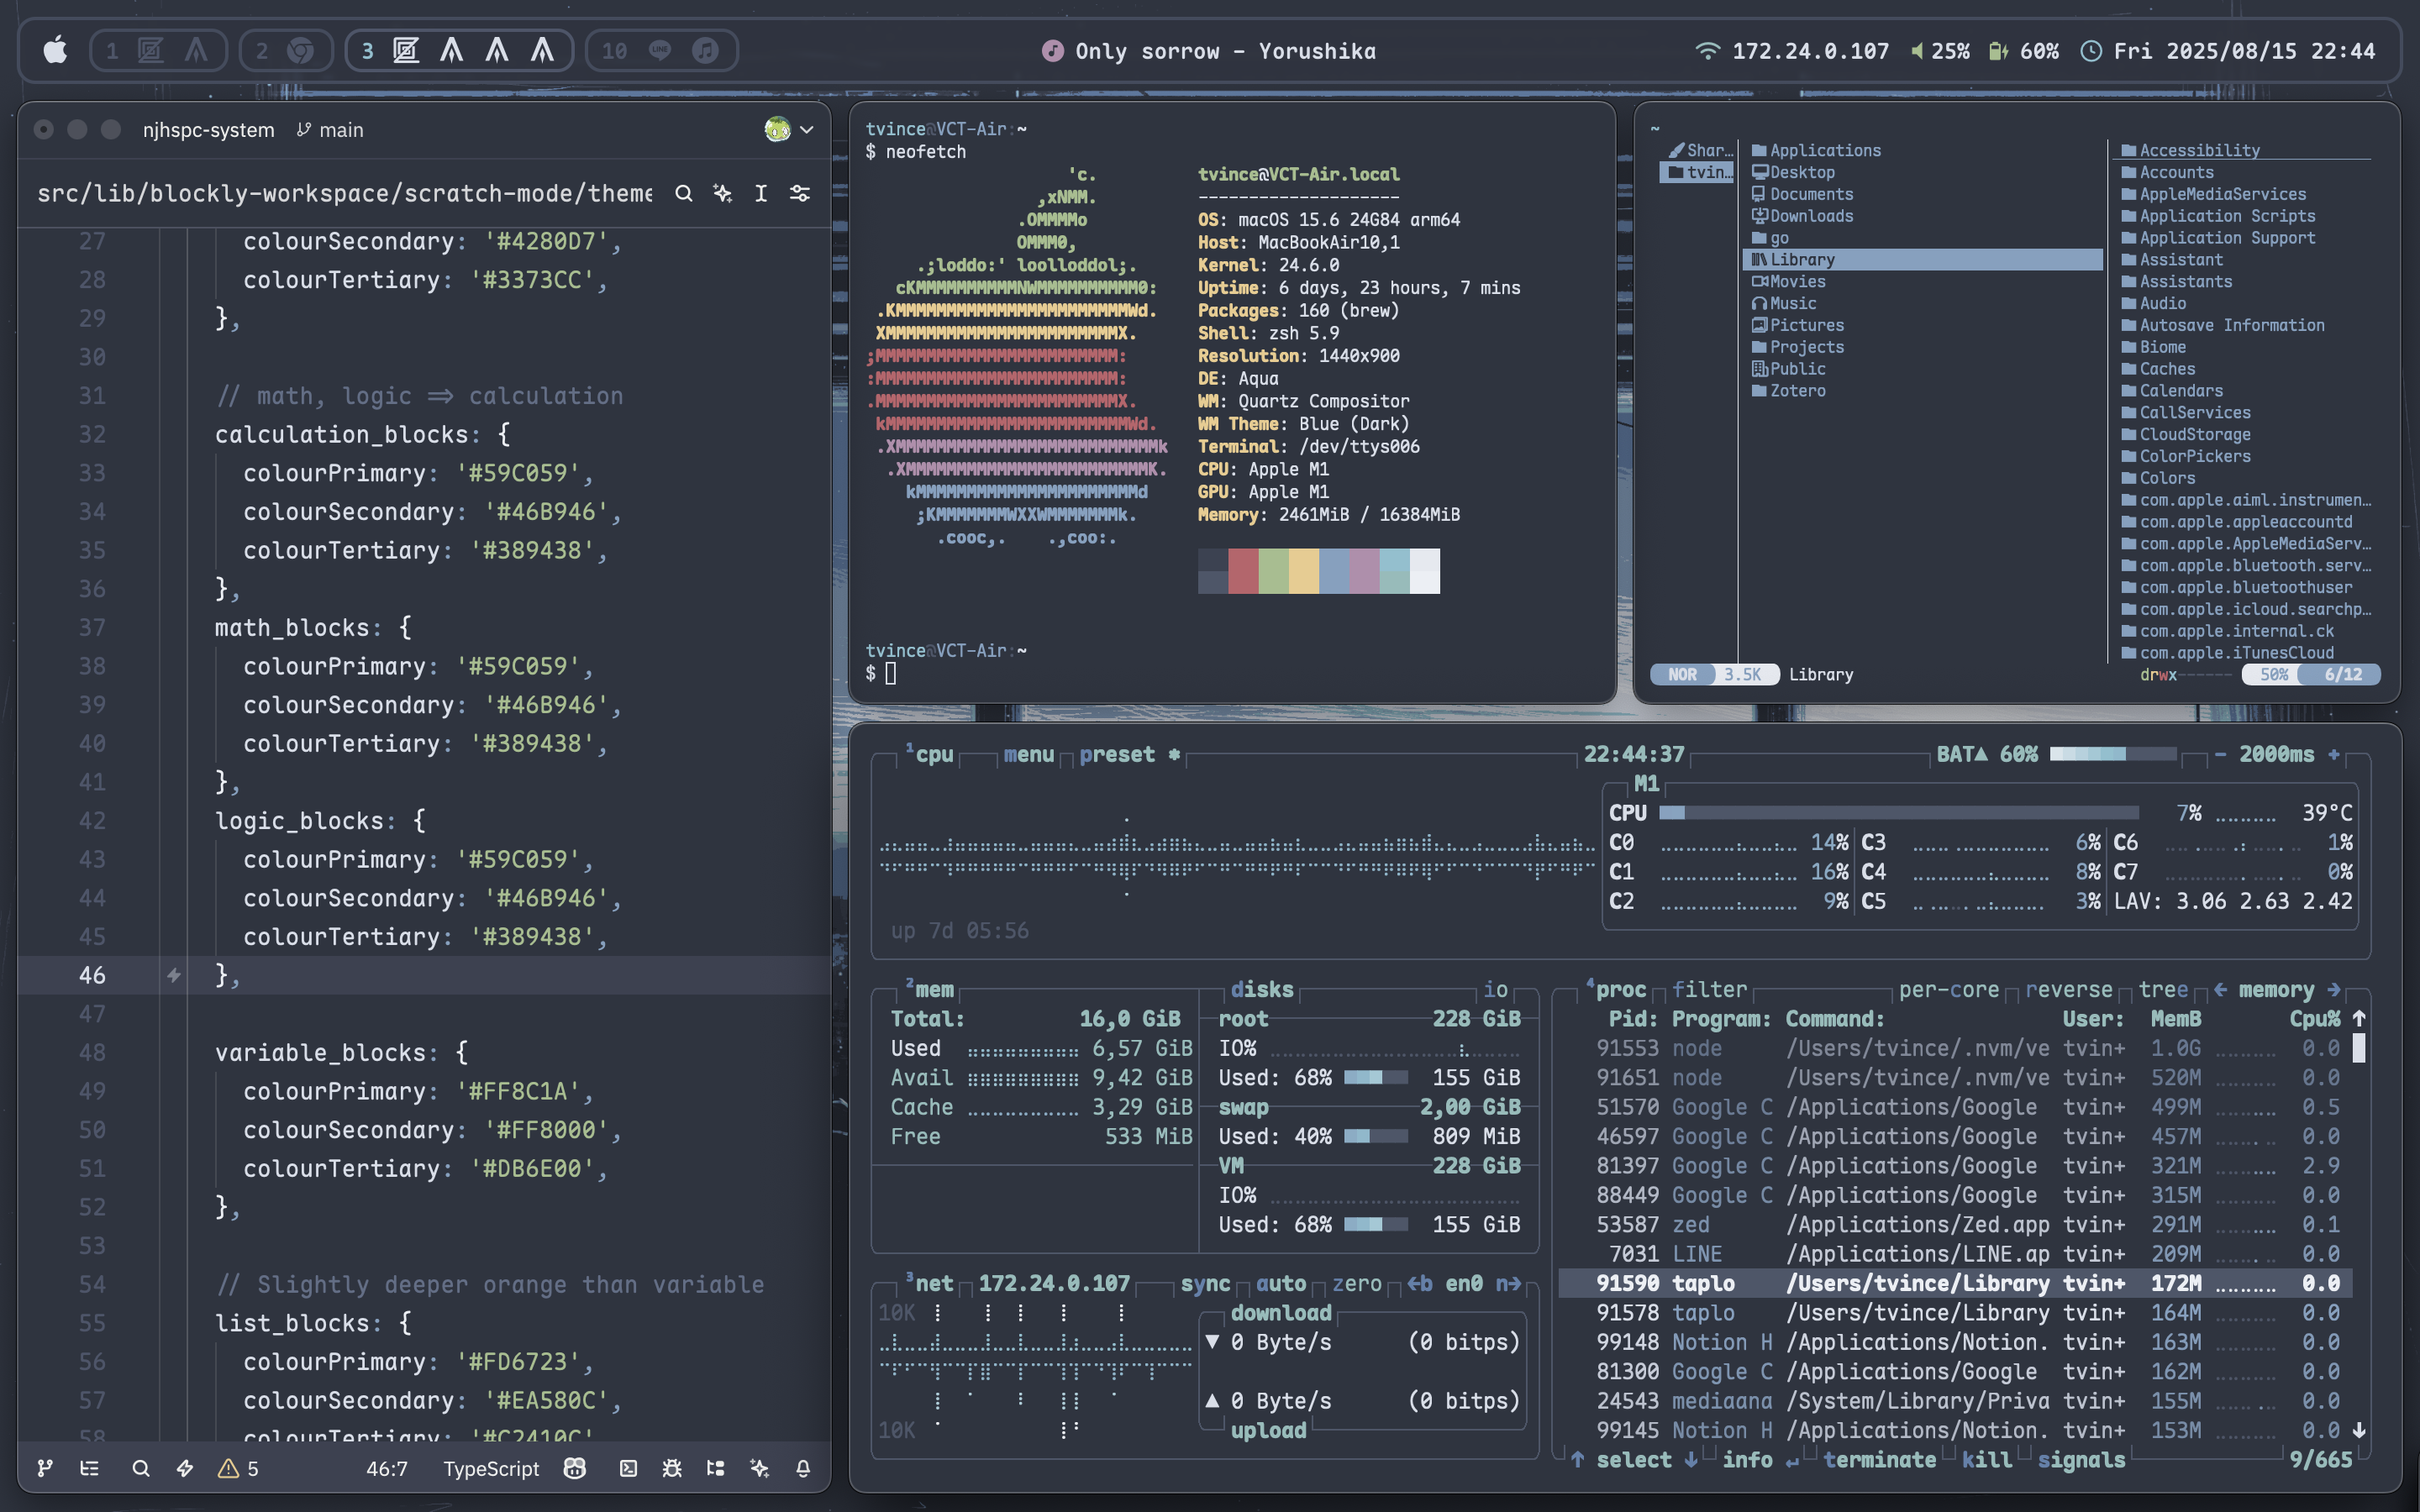 1 2 3 10
Only sorrow - Yorushika
172.24.0.107 25% 60% Fri 2025/08/15 22:44
njhspc-system main
src/lib/blockly-workspace/scratch-mode/theme
27 colourSecondary: '#4280D7',
28 colourTertiary: '#3373CC',
29 },
30
31 // math, logic => calculation
32 calculation_blocks: {
33 colourPrimary: '#59C059',
34 colourSecondary: '#46B946',
35 colourTertiary: '#389438',
36 },
37 math_blocks: {
38 colourPrimary: '#59C059',
39 colourSecondary: '#46B946',
40 colourTertiary: '#389438',
41 },
42 logic_blocks: {
43 colourPrimary: '#59C059',
44 colourSecondary: '#46B946',
45 colourTertiary: '#389438',
46 },
47
48 variable_blocks: {
49 colourPrimary: '#FF8C1A',
50 colourSecondary: '#FF8000',
51 colourTertiary: '#DB6E00',
52 },
53
54 // Slightly deeper orange than variable
55 list_blocks: {
56 colourPrimary: '#FD6723',
57 colourSecondary: '#EA580C',
58 colourTertiary: '#C2410C'
5 46:7 TypeScript
tvince@VCT-Air:~
$ neofetch
'c.
,xNMM.
.OMMMMo
OMMM0,
.;loddo:' loolloddol;.
cKMMMMMMMMMMNWMMMMMMMMMM0:
.KMMMMMMMMMMMMMMMMMMMMMMMWd.
XMMMMMMMMMMMMMMMMMMMMMMMX.
;MMMMMMMMMMMMMMMMMMMMMMMM:
:MMMMMMMMMMMMMMMMMMMMMMMM:
.MMMMMMMMMMMMMMMMMMMMMMMMX.
kMMMMMMMMMMMMMMMMMMMMMMMMWd.
.XMMMMMMMMMMMMMMMMMMMMMMMMMMk
.XMMMMMMMMMMMMMMMMMMMMMMMMK.
kMMMMMMMMMMMMMMMMMMMMMMd
;KMMMMMMMWXXWMMMMMMMk.
.cooc,. .,coo:.
tvince@VCT-Air.local
--------------------
OS: macOS 15.6 24G84 arm64
Host: MacBookAir10,1
Kernel: 24.6.0
Uptime: 6 days, 23 hours, 7 mins
Packages: 160 (brew)
Shell: zsh 5.9
Resolution: 1440x900
DE: Aqua
WM: Quartz Compositor
WM Theme: Blue (Dark)
Terminal: /dev/ttys006
CPU: Apple M1
GPU: Apple M1
Memory: 2461MiB / 16384MiB
tvince@VCT-Air:~
$
~
Shar…
tvin…
Applications
Desktop
Documents
Downloads
go
Library
Movies
Music
Pictures
Projects
Public
Zotero
Accessibility
Accounts
AppleMediaServices
Application Scripts
Application Support
Assistant
Assistants
Audio
Autosave Information
Biome
Caches
Calendars
CallServices
CloudStorage
ColorPickers
Colors
com.apple.aiml.instrumen…
com.apple.appleaccountd
com.apple.AppleMediaServ…
com.apple.bluetooth.serv…
com.apple.bluetoothuser
com.apple.icloud.searchp…
com.apple.internal.ck
com.apple.iTunesCloud
NOR 3.5K Library drwx------ 50% 6/12
1cpu menu preset * 22:44:37 BAT▲ 60% - 2000ms +
M1
CPU 7% 39°C
C0 14% C3 6% C6 1%
C1 16% C4 8% C7 0%
C2 9% C5 3% LAV: 3.06 2.63 2.42
up 7d 05:56
2mem
Total: 16,0 GiB
Used 6,57 GiB
Avail 9,42 GiB
Cache 3,29 GiB
Free 533 MiB
disks io
root 228 GiB
IO%
Used: 68% 155 GiB
swap 2,00 GiB
Used: 40% 809 MiB
VM 228 GiB
IO%
Used: 68% 155 GiB
3net 172.24.0.107 sync auto zero ←b en0 n→
10K
download
▼ 0 Byte/s (0 bitps)
▲ 0 Byte/s (0 bitps)
10K
upload
4proc filter per-core reverse tree ← memory →
Pid: Program: Command: User: MemB Cpu% ↑
91553 node /Users/tvince/.nvm/ve tvin+ 1.0G 0.0
91651 node /Users/tvince/.nvm/ve tvin+ 520M 0.0
51570 Google C /Applications/Google tvin+ 499M 0.5
46597 Google C /Applications/Google tvin+ 457M 0.0
81397 Google C /Applications/Google tvin+ 321M 2.9
88449 Google C /Applications/Google tvin+ 315M 0.0
53587 zed /Applications/Zed.app tvin+ 291M 0.1
7031 LINE /Applications/LINE.ap tvin+ 209M 0.0
91590 taplo /Users/tvince/Library tvin+ 172M 0.0
91578 taplo /Users/tvince/Library tvin+ 164M 0.0
99148 Notion H /Applications/Notion. tvin+ 163M 0.0
81300 Google C /Applications/Google tvin+ 162M 0.0
24543 mediaana /System/Library/Priva tvin+ 155M 0.0
99145 Notion H /Applications/Notion. tvin+ 153M 0.0 ↓
↑ select ↓ info ↵ terminate kill signals 9/665